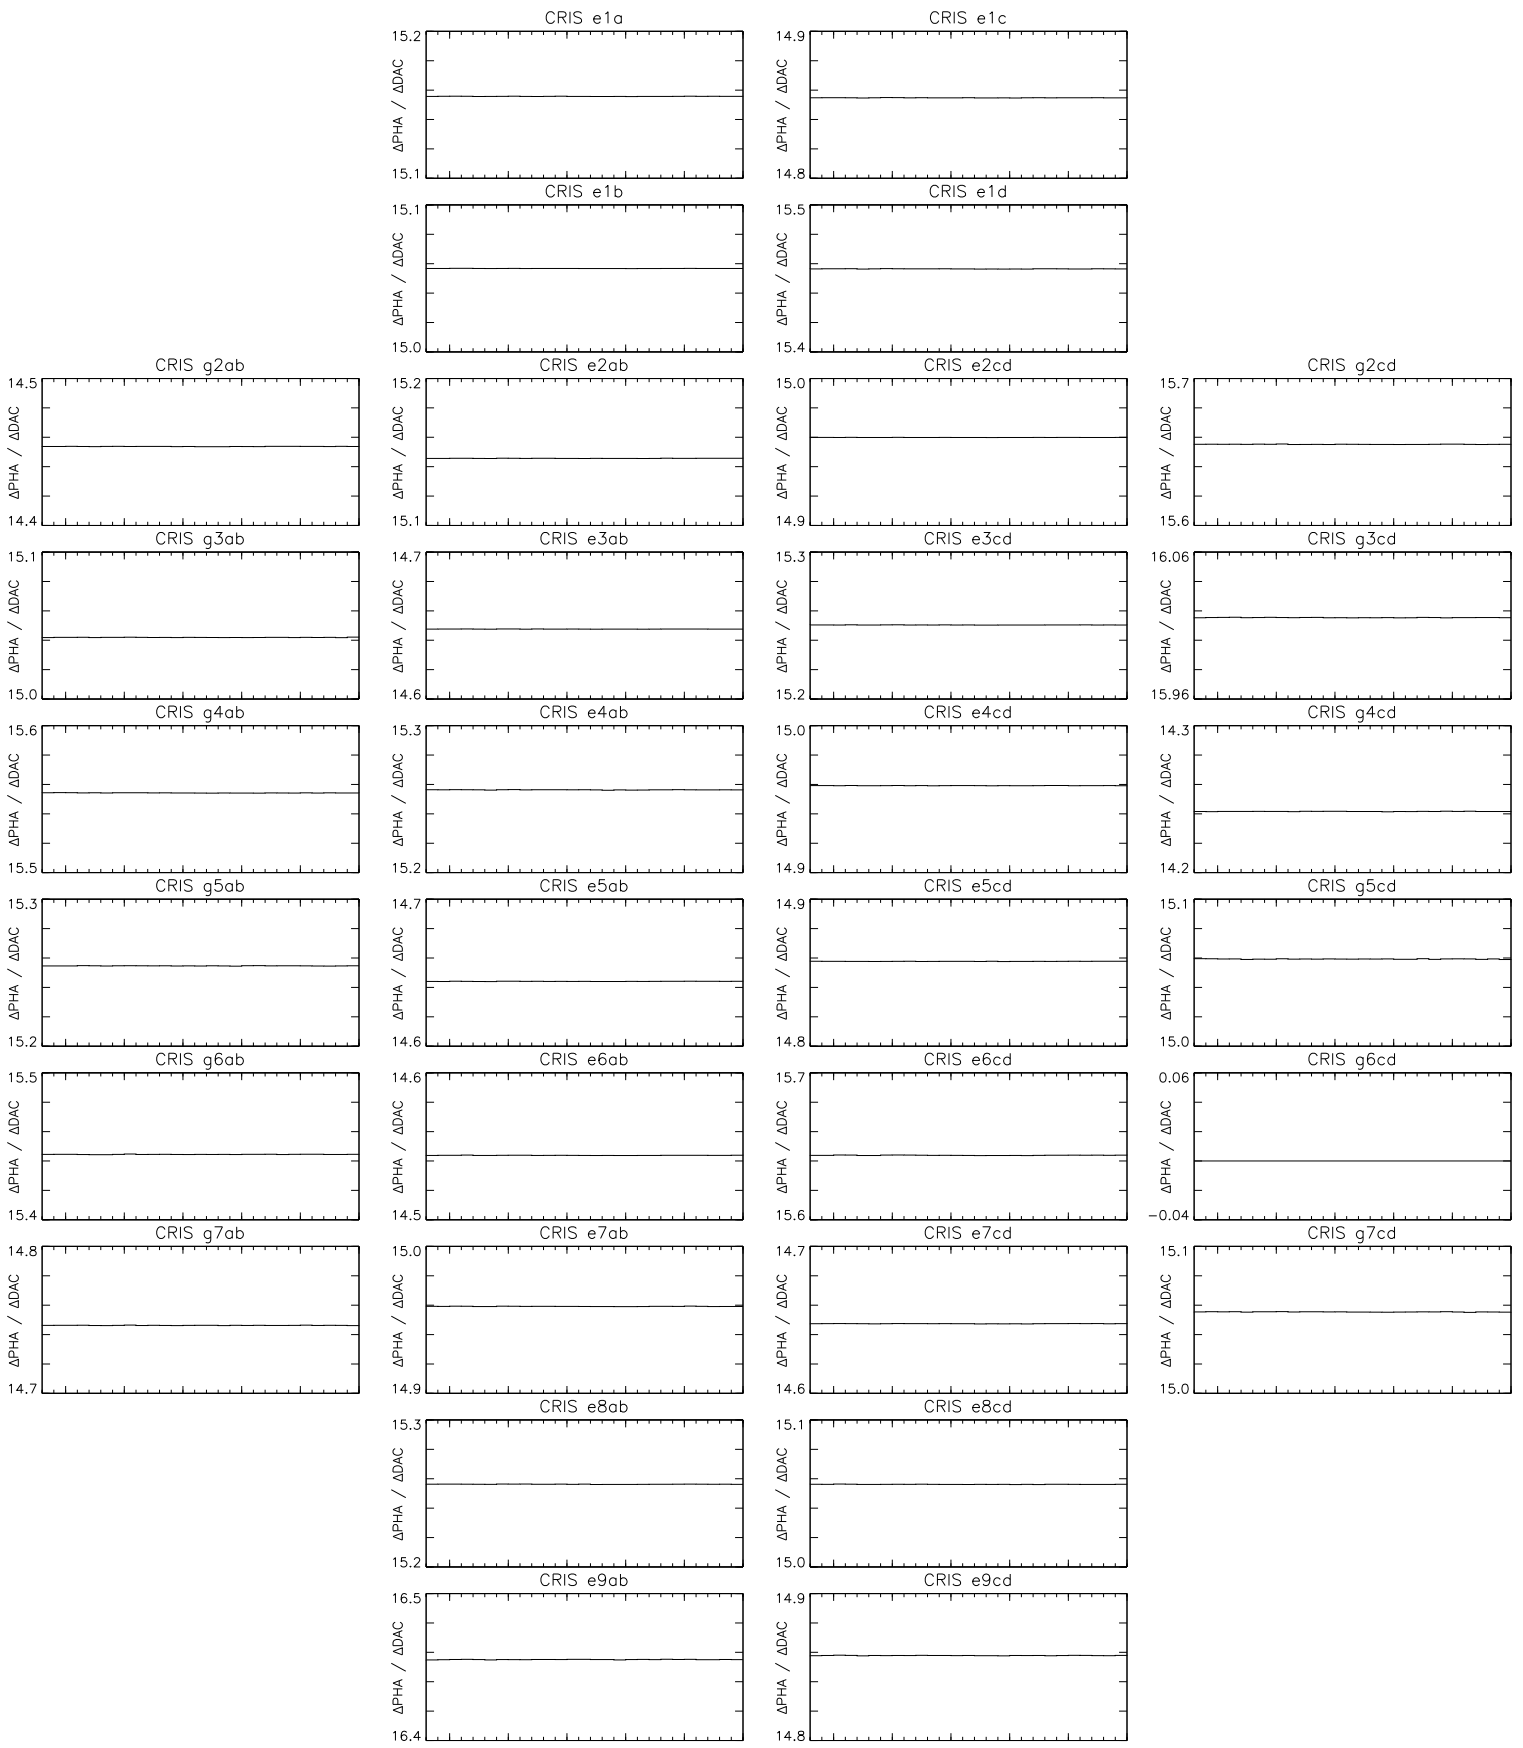 CRIS e1a
15.2
ΔPHA / ΔDAC
15.1
CRIS e1c
14.9
ΔPHA / ΔDAC
14.8
CRIS e1b
15.1
ΔPHA / ΔDAC
15.0
CRIS e1d
15.5
ΔPHA / ΔDAC
15.4
CRIS g2ab
14.5
ΔPHA / ΔDAC
14.4
CRIS e2ab
15.2
ΔPHA / ΔDAC
15.1
CRIS e2cd
15.0
ΔPHA / ΔDAC
14.9
CRIS g2cd
15.7
ΔPHA / ΔDAC
15.6
CRIS g3ab
15.1
ΔPHA / ΔDAC
15.0
CRIS e3ab
14.7
ΔPHA / ΔDAC
14.6
CRIS e3cd
15.3
ΔPHA / ΔDAC
15.2
CRIS g3cd
16.06
ΔPHA / ΔDAC
15.96
CRIS g4ab
15.6
ΔPHA / ΔDAC
15.5
CRIS e4ab
15.3
ΔPHA / ΔDAC
15.2
CRIS e4cd
15.0
ΔPHA / ΔDAC
14.9
CRIS g4cd
14.3
ΔPHA / ΔDAC
14.2
CRIS g5ab
15.3
ΔPHA / ΔDAC
15.2
CRIS e5ab
14.7
ΔPHA / ΔDAC
14.6
CRIS e5cd
14.9
ΔPHA / ΔDAC
14.8
CRIS g5cd
15.1
ΔPHA / ΔDAC
15.0
CRIS g6ab
15.5
ΔPHA / ΔDAC
15.4
CRIS e6ab
14.6
ΔPHA / ΔDAC
14.5
CRIS e6cd
15.7
ΔPHA / ΔDAC
15.6
CRIS g6cd
0.06
ΔPHA / ΔDAC
−0.04
CRIS g7ab
14.8
ΔPHA / ΔDAC
14.7
CRIS e7ab
15.0
ΔPHA / ΔDAC
14.9
CRIS e7cd
14.7
ΔPHA / ΔDAC
14.6
CRIS g7cd
15.1
ΔPHA / ΔDAC
15.0
CRIS e8ab
15.3
ΔPHA / ΔDAC
15.2
CRIS e8cd
15.1
ΔPHA / ΔDAC
15.0
CRIS e9ab
16.5
ΔPHA / ΔDAC
16.4
CRIS e9cd
14.9
ΔPHA / ΔDAC
14.8